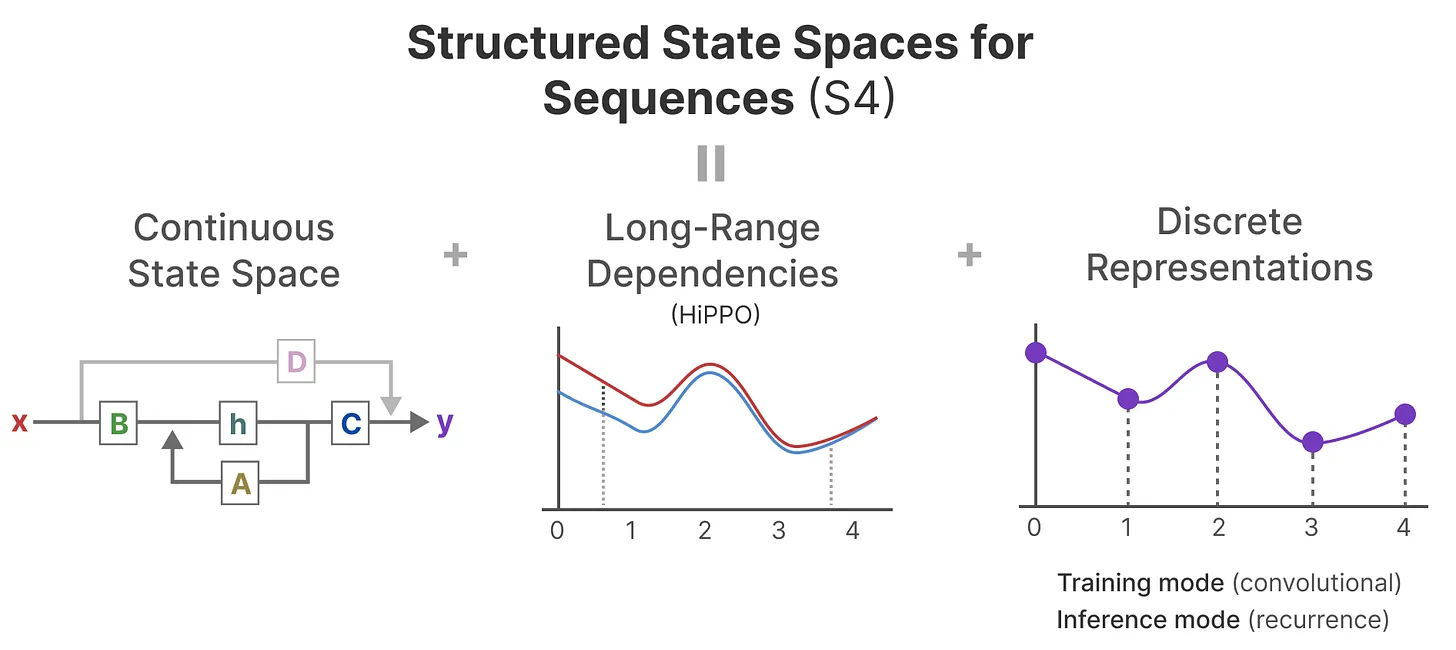 Structured State Spaces for
Sequences (S4)
Continuous
State Space
+
Long-Range
Dependencies
(HiPPO)
+
Discrete
Representations
D
x
B
h
C
y
A
0 1 2 3 4
0 1 2 3 4
Training mode (convolutional)
Inference mode (recurrence)